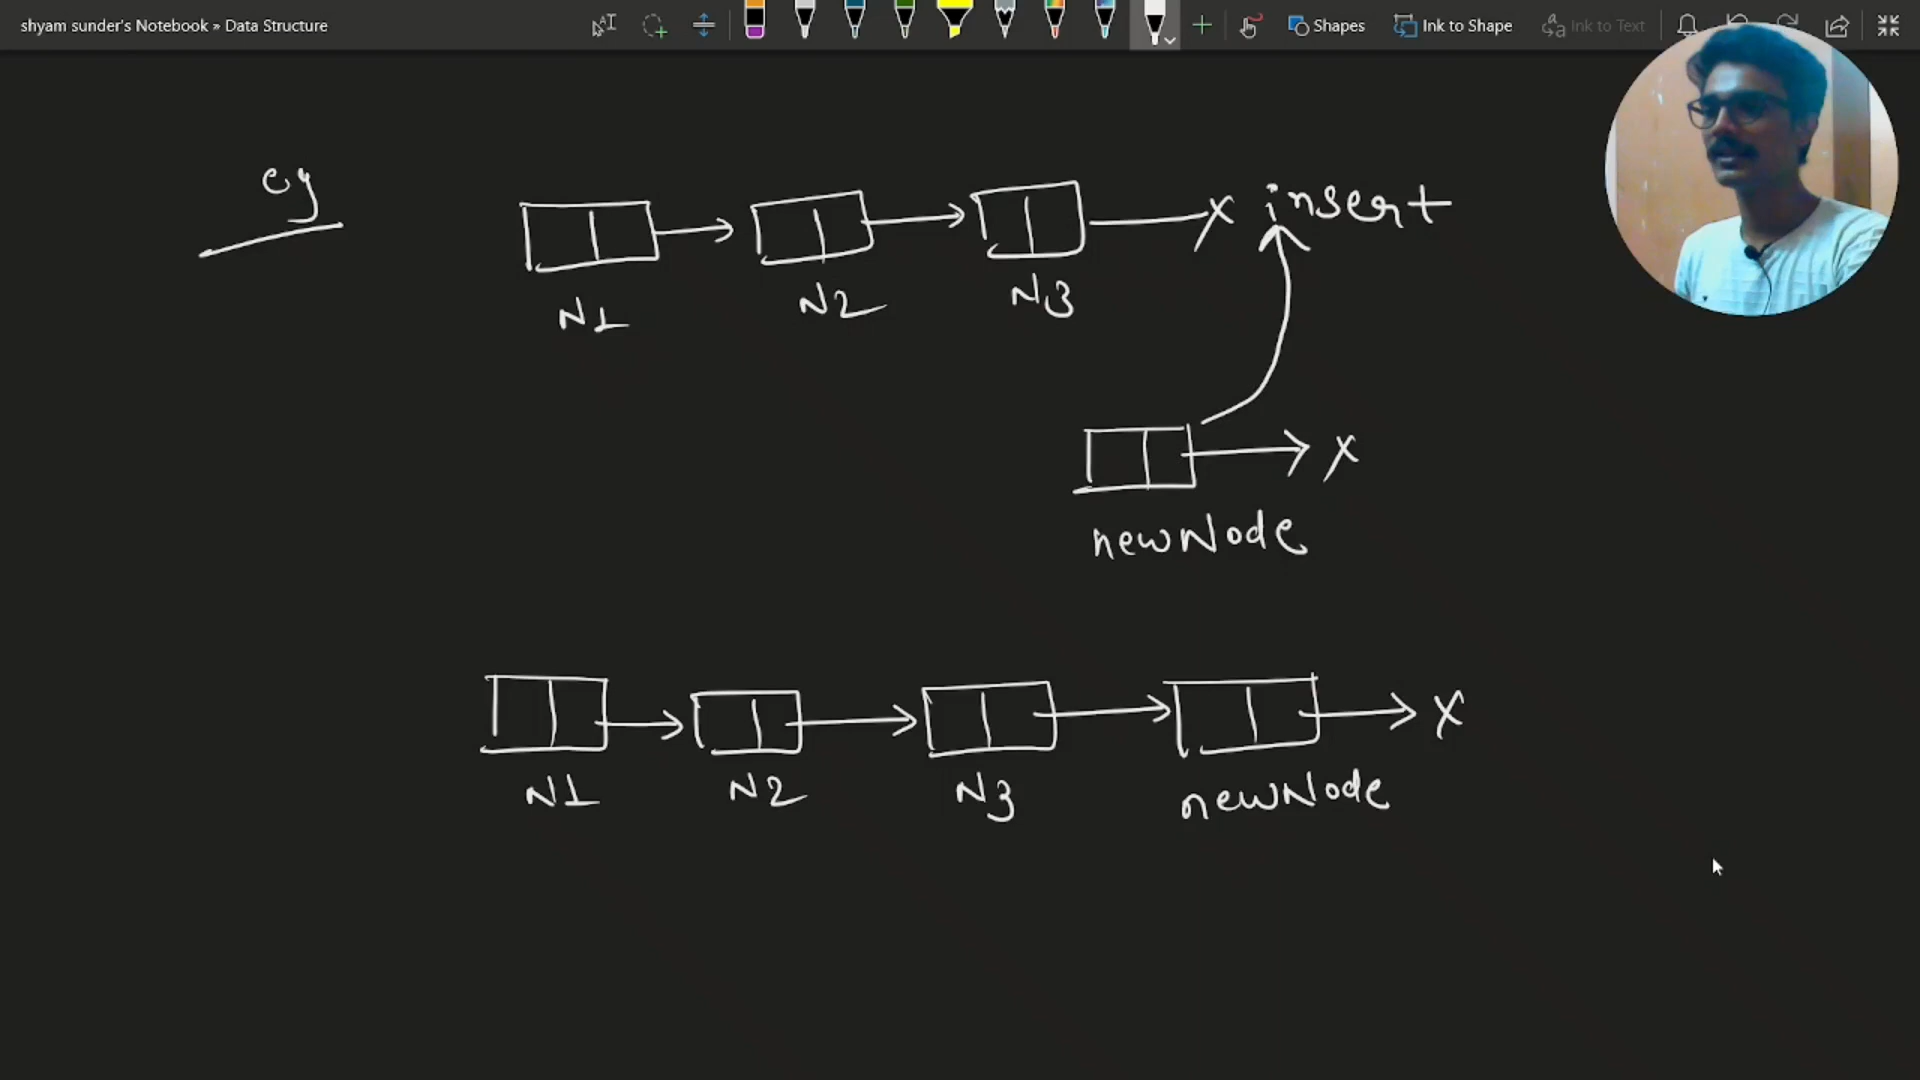 shyam sunder's Notebook » Data Structure
Shapes
Ink to Shape
Ink to Text
eg
X insert
N1
N2
N3
X
newNode
X
N1
N2
N3
newNode